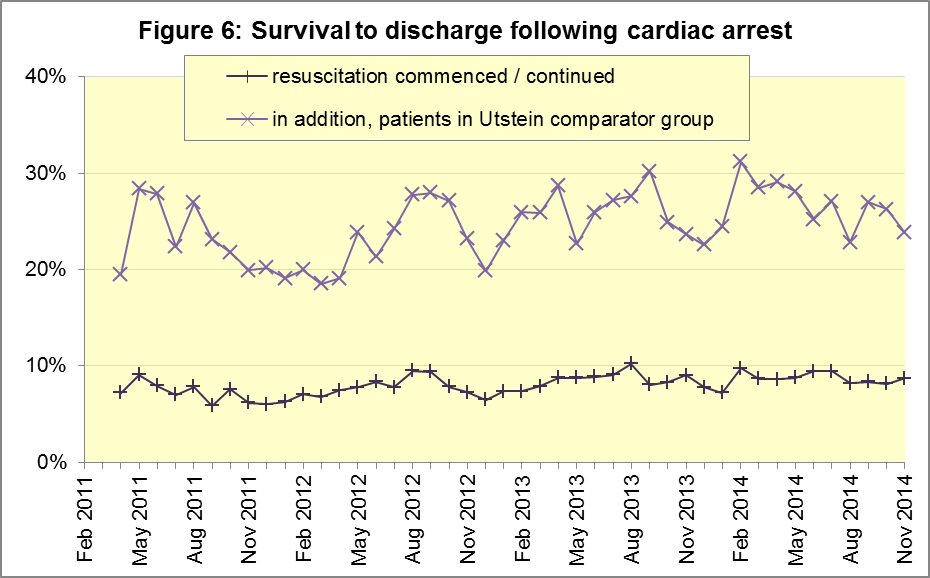 Figure 6: Survival to discharge following cardiac arrest
resuscitation commenced / continued
in addition, patients in Utstein comparator group
40%
30%
20%
10%
0%
Feb 2011
May 2011
Aug 2011
Nov 2011
Feb 2012
May 2012
Aug 2012
Nov 2012
Feb 2013
May 2013
Aug 2013
Nov 2013
Feb 2014
May 2014
Aug 2014
Nov 2014